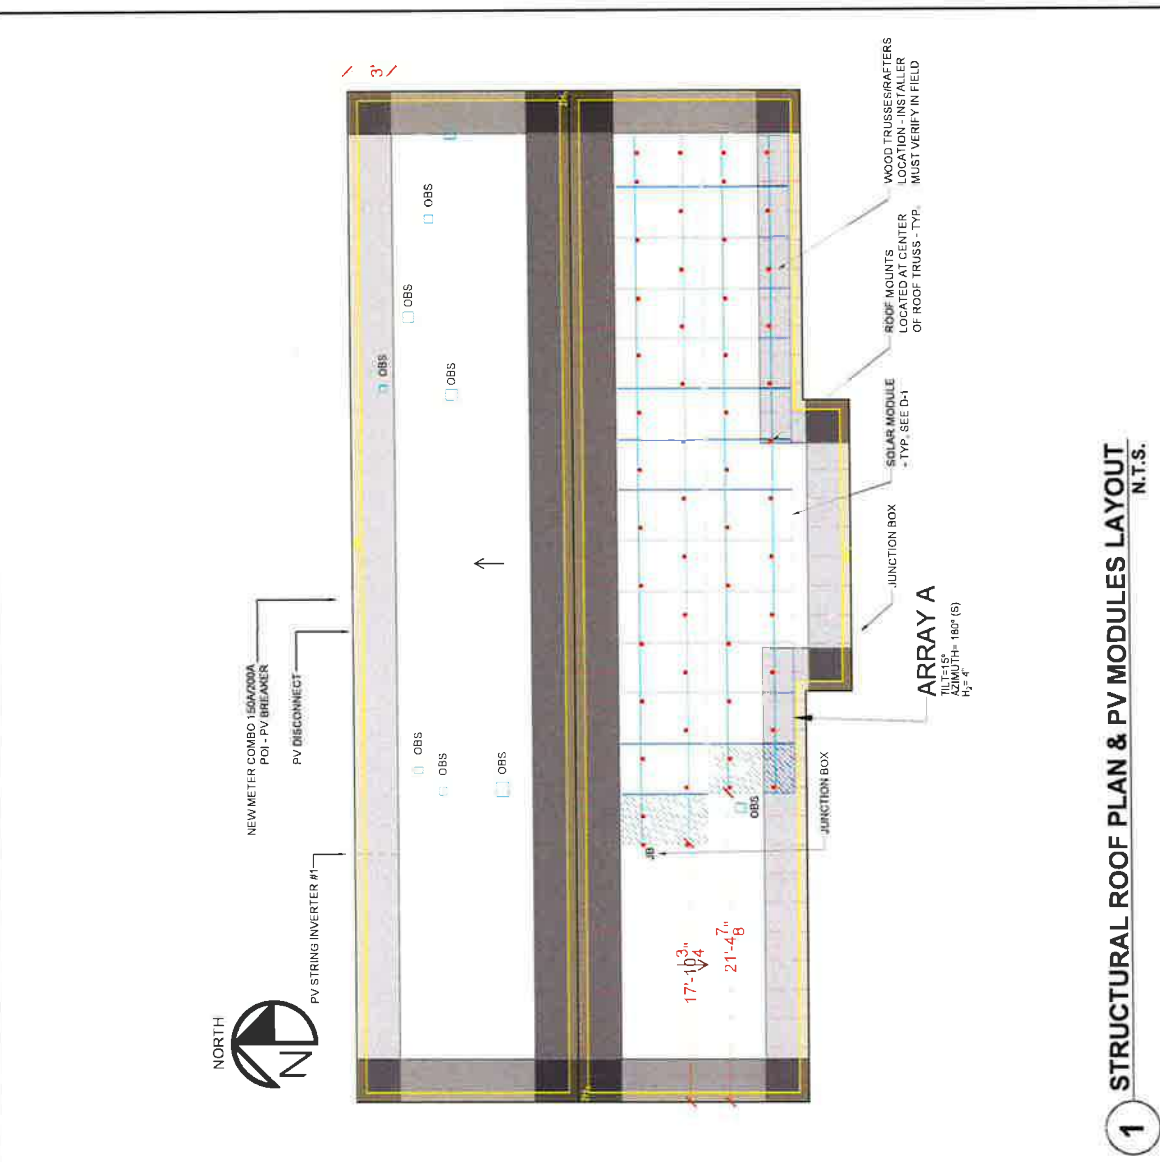 3'
OBS
OBS
OBS
OBS
OBS
OBS
OBS
NEW METER COMBO 150A/200A
POI - PV BREAKER
PV DISCONNECT
PV STRING INVERTER #1
NORTH
N
WOOD TRUSSES/RAFTERS
LOCATION - INSTALLER
MUST VERIFY IN FIELD
ROOF MOUNTS
LOCATED AT CENTER
OF ROOF TRUSS - TYP.
SOLAR MODULE
- TYP. SEE D-1
JUNCTION BOX
ARRAY A
TILT=15°
AZIMUTH= 180° (S)
JUNCTION BOX
OBS
JB
17'-10 3/4"
21'-4 7/8"
1
STRUCTURAL ROOF PLAN & PV MODULES LAYOUT
N.T.S.